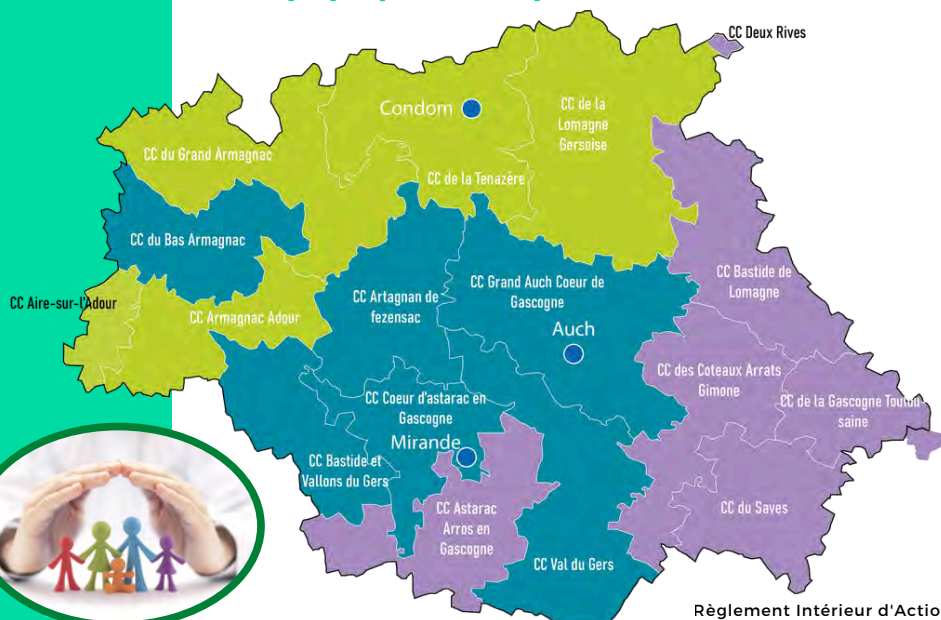 CC Deux Rives
Condom
CC de la
Lomagne
Gersoise
CC du Grand Armagnac
CC de la Tenazère
CC du Bas Armagnac
CC Bastide de
Lomagne
CC Grand Auch Coeur de
Gascogne
CC Artagnan de
fezensac
CC Aire-sur-l'Adour
CC Armagnac Adour
Auch
CC des Coteaux Arrats
Gimone
CC de la Gascogne Toulou-
saine
CC Coeur d'astarac en
Gascogne
Mirande
CC Bastide et
Vallons du Gers
CC Astarac
Arros en
Gascogne
CC du Saves
CC Val du Gers
Règlement Intérieur d'Actio